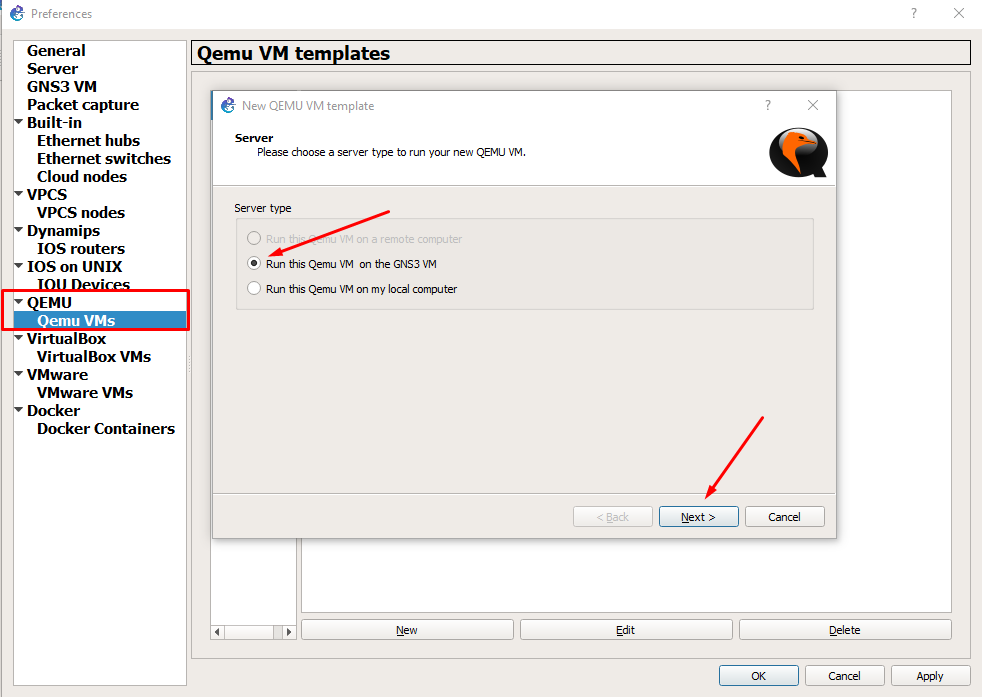 Preferences
?
General
Server
GNS3 VM
Packet capture
Built-in
Ethernet hubs
Ethernet switches
Cloud nodes
VPCS
VPCS nodes
Dynamips
IOS routers
IOS on UNIX
IOU Devices
QEMU
Qemu VMs
VirtualBox
VirtualBox VMs
VMware
VMware VMs
Docker
Docker Containers
Qemu VM templates
New QEMU VM template
?
Server
Please choose a server type to run your new QEMU VM.
Server type
Run this Qemu VM on a remote computer
Run this Qemu VM  on the GNS3 VM
Run this Qemu VM on my local computer
< Back
Next >
Cancel
New
Edit
Delete
OK
Cancel
Apply